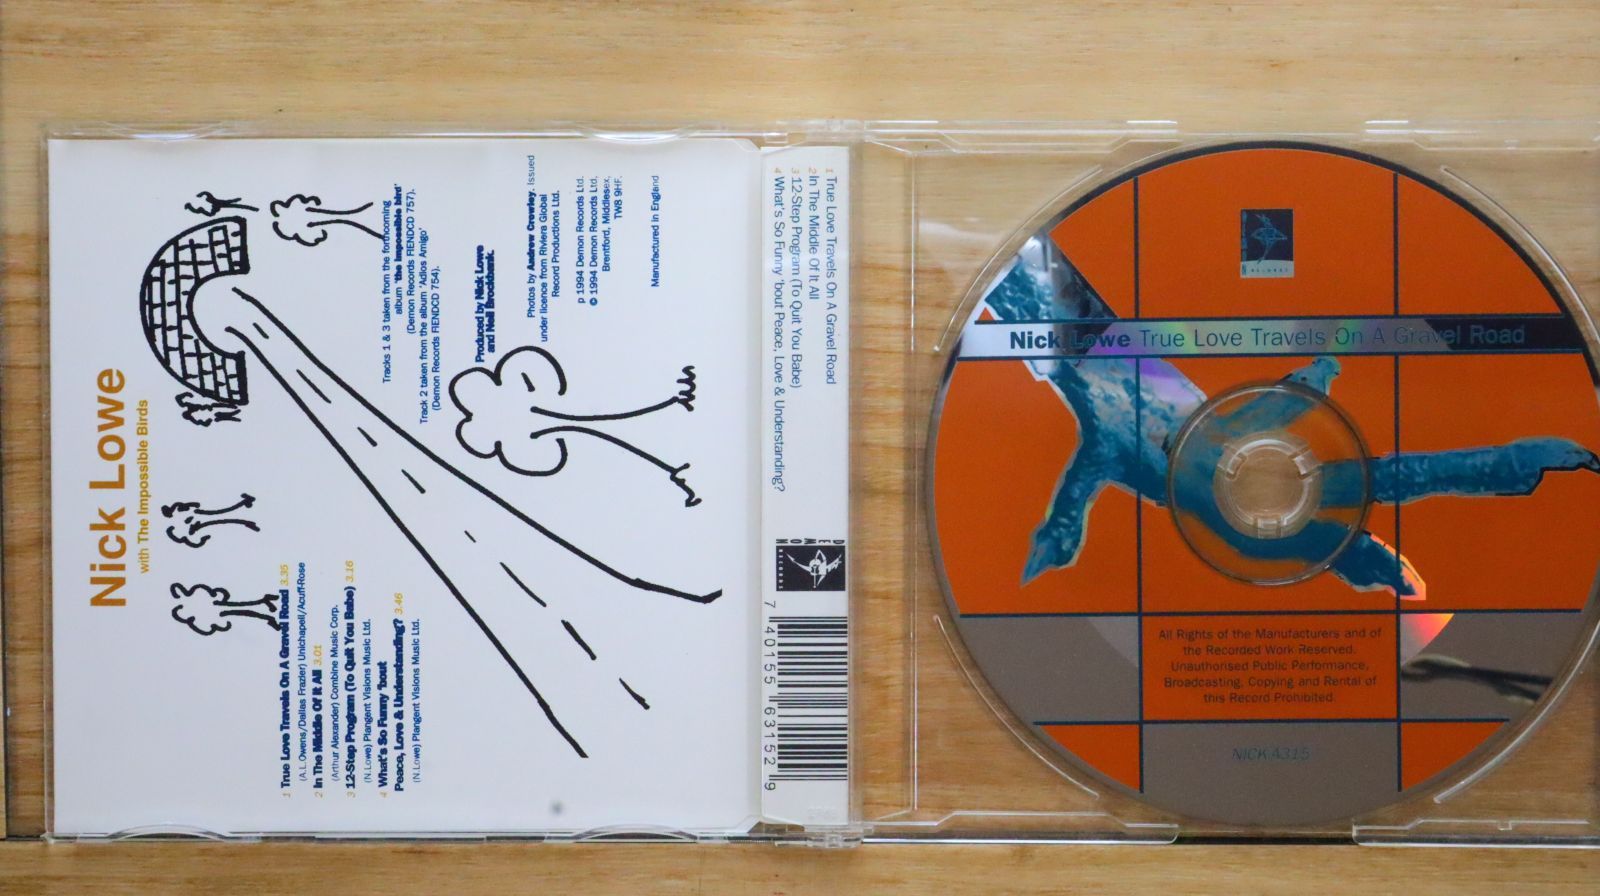 Nick Lowe
with The Impossible Birds
1 True Love Travels On A Gravel Road 3.35
(A.L.Owens/Dallas Frazier) Unichapell/Acuff-Rose
2 In The Middle Of It All 3.01
(Arthur Alexander) Combine Music Corp.
3 12-Step Program (To Quit You Babe) 3.16
(N.Lowe) Plangent Visions Music Ltd.
4 What's So Funny 'bout
Peace, Love & Understanding? 3.46
(N.Lowe) Plangent Visions Music Ltd.
Tracks 1 & 3 taken from the forthcoming
album 'the impossible bird'
(Demon Records FIENDCD 757).
Track 2 taken from the album 'Adios Amigo'
(Demon Records FIENDCD 754).
Produced by Nick Lowe
and Neil Brockbank.
Photos by Andrew Crowley. Issued
under licence from Riviera Global
Record Productions Ltd.
p 1994 Demon Records Ltd.
© 1994 Demon Records Ltd,
Brentford, Middlesex,
TW8 9HF.
Manufactured in England
1 True Love Travels On A Gravel Road
2 In The Middle Of It All
3 12-Step Program (To Quit You Babe)
4 What's So Funny 'bout Peace, Love & Understanding?
DEMON
RECORDS
7 40155 63152 9
RECORDS
Nick Lowe True Love Travels On A Gravel Road
All Rights of the Manufacturers and of
the Recorded Work Reserved.
Unauthorised Public Performance,
Broadcasting, Copying and Rental of
this Record Prohibited.
NICK 4315